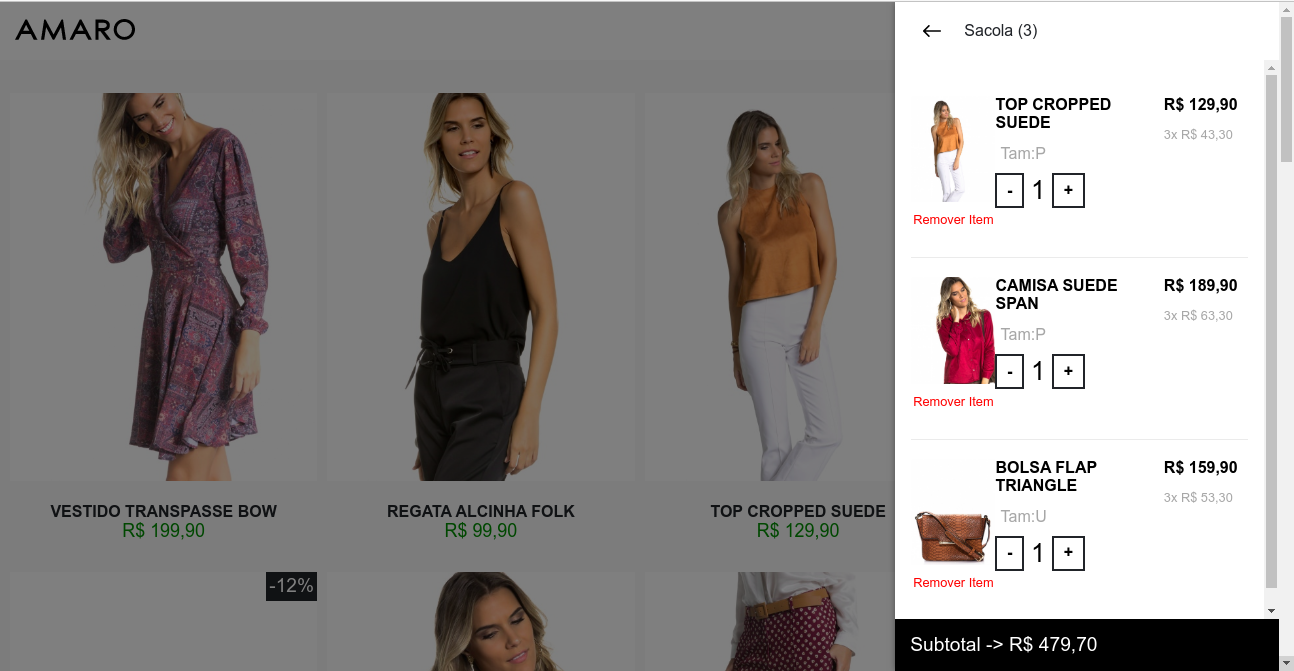 AMARO
VESTIDO TRANSPASSE BOW
R$ 199,90
REGATA ALCINHA FOLK
R$ 99,90
TOP CROPPED SUEDE
R$ 129,90
-12%
Sacola (3)
TOP CROPPED
SUEDE
R$ 129,90
3x R$ 43,30
Tam:P
- 1 +
Remover Item
CAMISA SUEDE
SPAN
R$ 189,90
3x R$ 63,30
Tam:P
- 1 +
Remover Item
BOLSA FLAP
TRIANGLE
R$ 159,90
3x R$ 53,30
Tam:U
- 1 +
Remover Item
Subtotal -> R$ 479,70